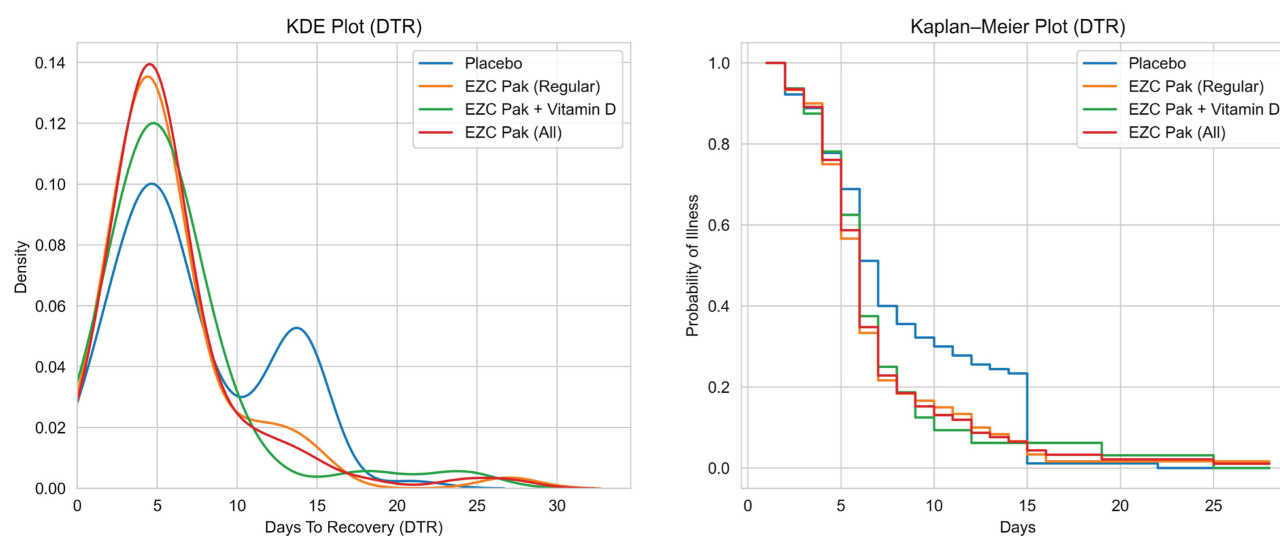 KDE Plot (DTR)
Placebo
EZC Pak (Regular)
EZC Pak + Vitamin D
EZC Pak (All)
Density
0.14
0.12
0.10
0.08
0.06
0.04
0.02
0.00
0 5 10 15 20 25 30
Days To Recovery (DTR)
Kaplan–Meier Plot (DTR)
Placebo
EZC Pak (Regular)
EZC Pak + Vitamin D
EZC Pak (All)
Probability of Illness
1.0
0.8
0.6
0.4
0.2
0.0
0 5 10 15 20 25
Days